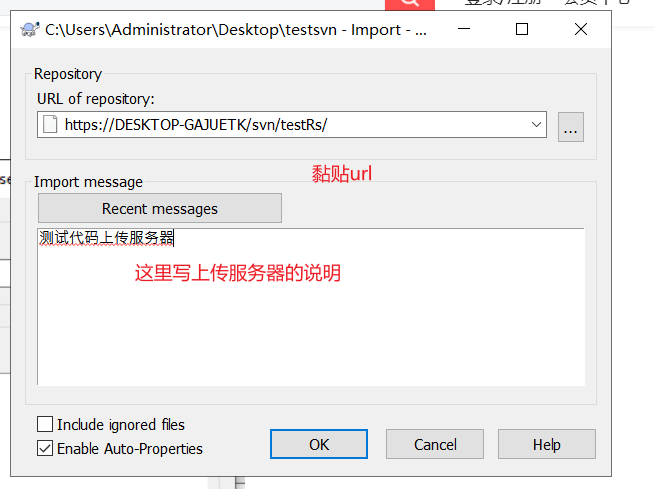 C:\Users\Administrator\Desktop\testsvn - Import - ...
Repository
URL of repository:
https://DESKTOP-GAJUETK/svn/testRs/
...
黏贴url
Import message
Recent messages
测试代码上传服务器
这里写上传服务器的说明
Include ignored files
Enable Auto-Properties
OK
Cancel
Help